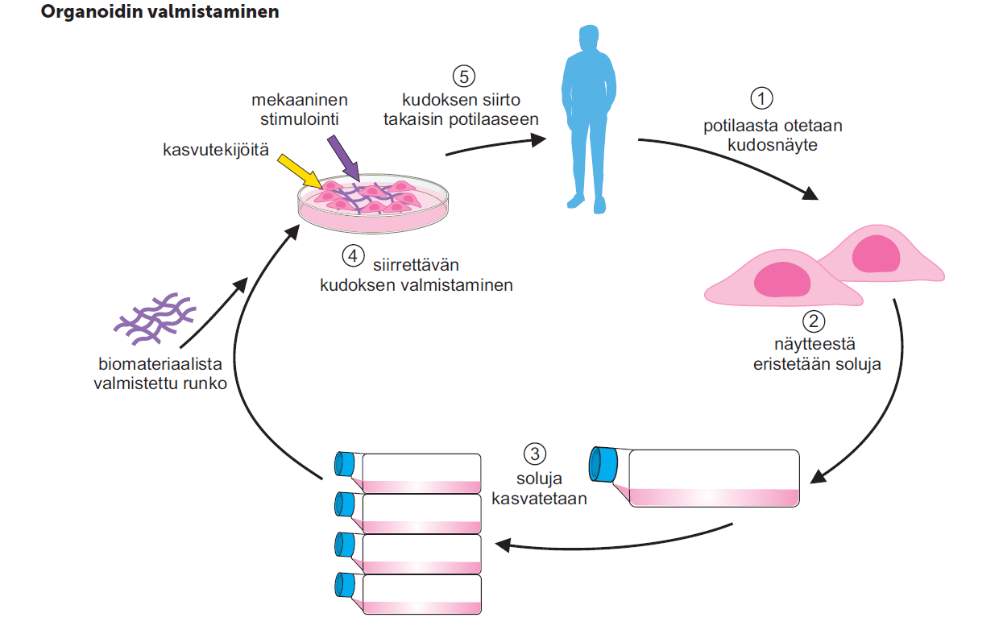 Organoidin valmistaminen
1
potilaasta otetaan
kudosnäyte
2
näytteestä
eristetään soluja
3
soluja
kasvatetaan
biomateriaalista
valmistettu runko
4
siirrettävän
kudoksen valmistaminen
kasvutekijöitä
mekaaninen
stimulointi
5
kudoksen siirto
takaisin potilaaseen